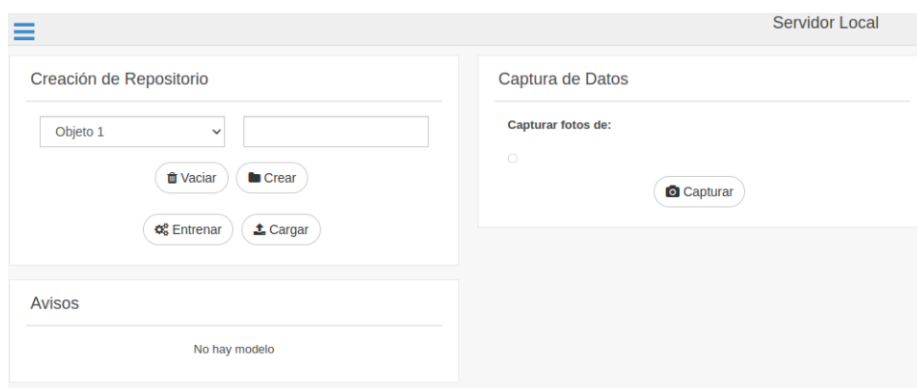 Servidor Local
Creación de Repositorio
Objeto 1
Vaciar
Crear
Entrenar
Cargar
Captura de Datos
Capturar fotos de:
Capturar
Avisos
No hay modelo